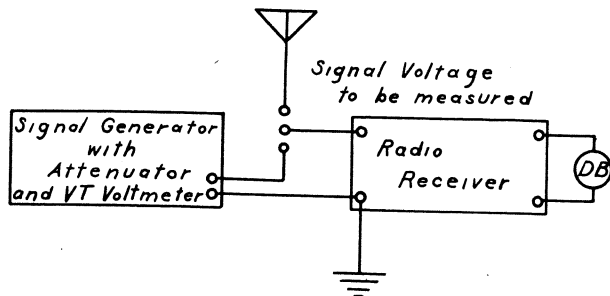 Signal Voltage
to be measured
Signal Generator
with
Attenuator
and VT Voltmeter
Radio
Receiver
DB